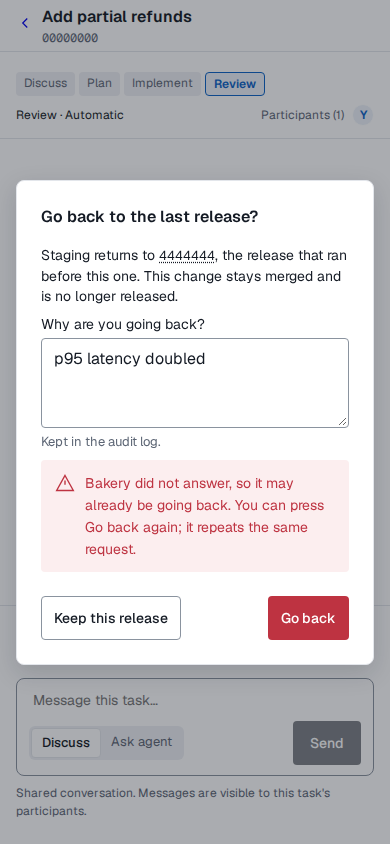 Add partial refunds
00000000
Discuss
Plan
Implement
Review
Review · Automatic
Participants (1)
Y
Go back to the last release?
Staging returns to 4444444, the release that ran
before this one. This change stays merged and
is no longer released.
Why are you going back?
p95 latency doubled
Kept in the audit log.
Bakery did not answer, so it may
already be going back. You can press
Go back again; it repeats the same
request.
Keep this release
Go back
Message this task...
Discuss
Ask agent
Send
Shared conversation. Messages are visible to this task's
participants.